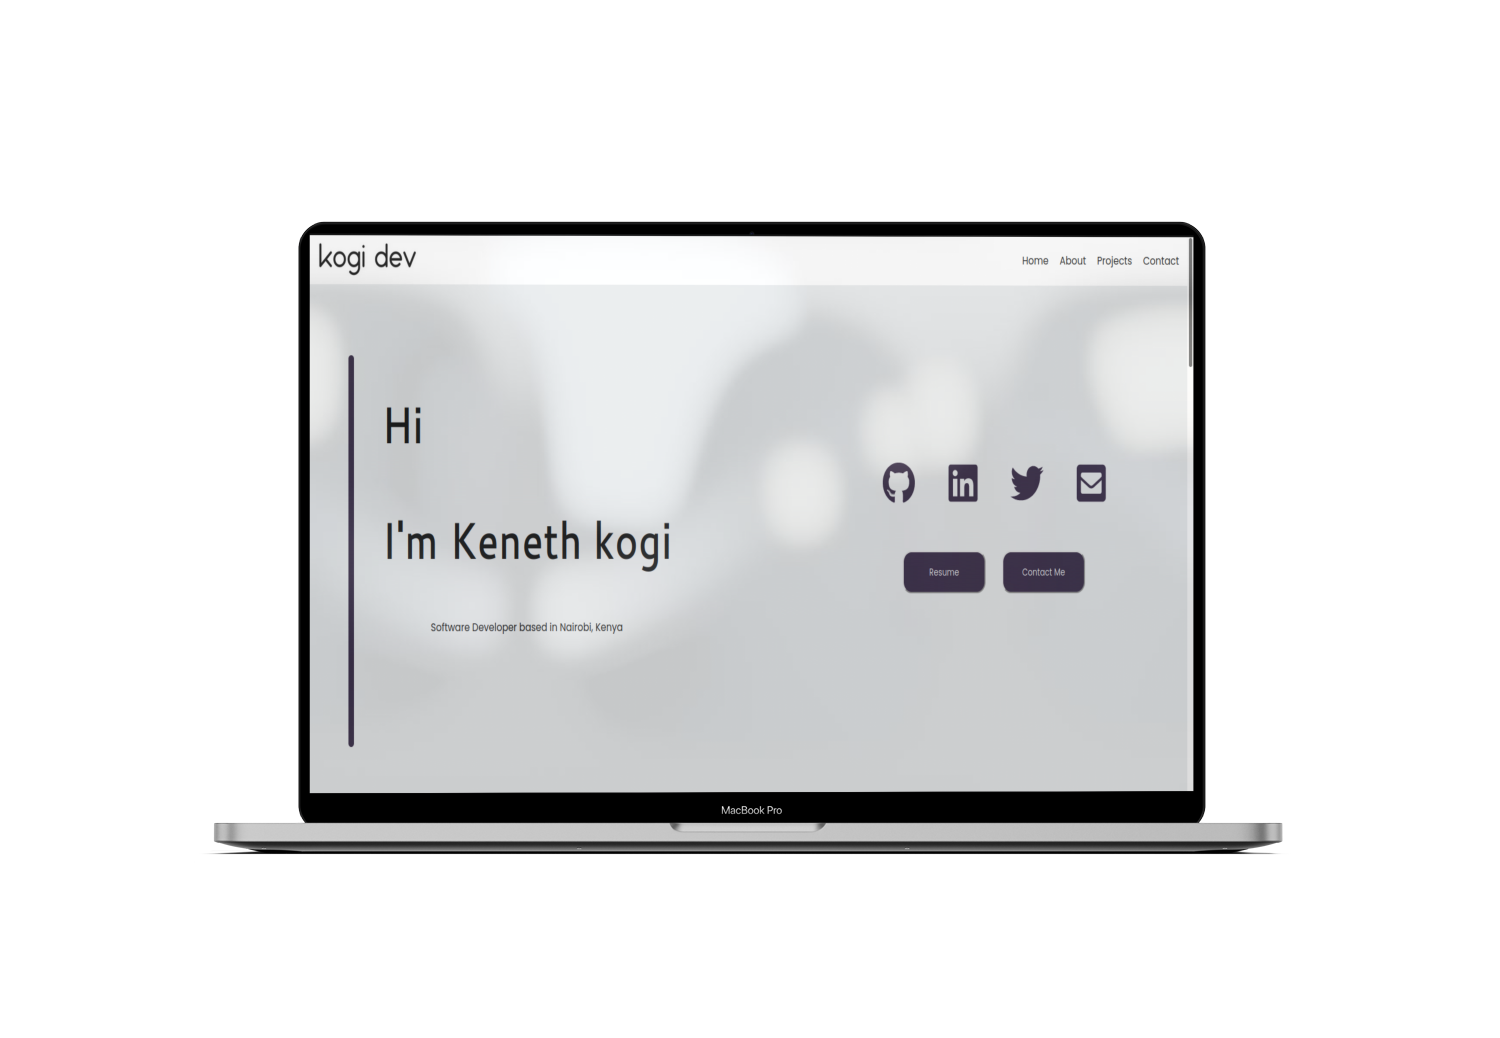 kogi dev
Home About Projects Contact
Hi
I'm Keneth kogi
Software Developer based in Nairobi, Kenya
in
Resume Contact Me
MacBook Pro